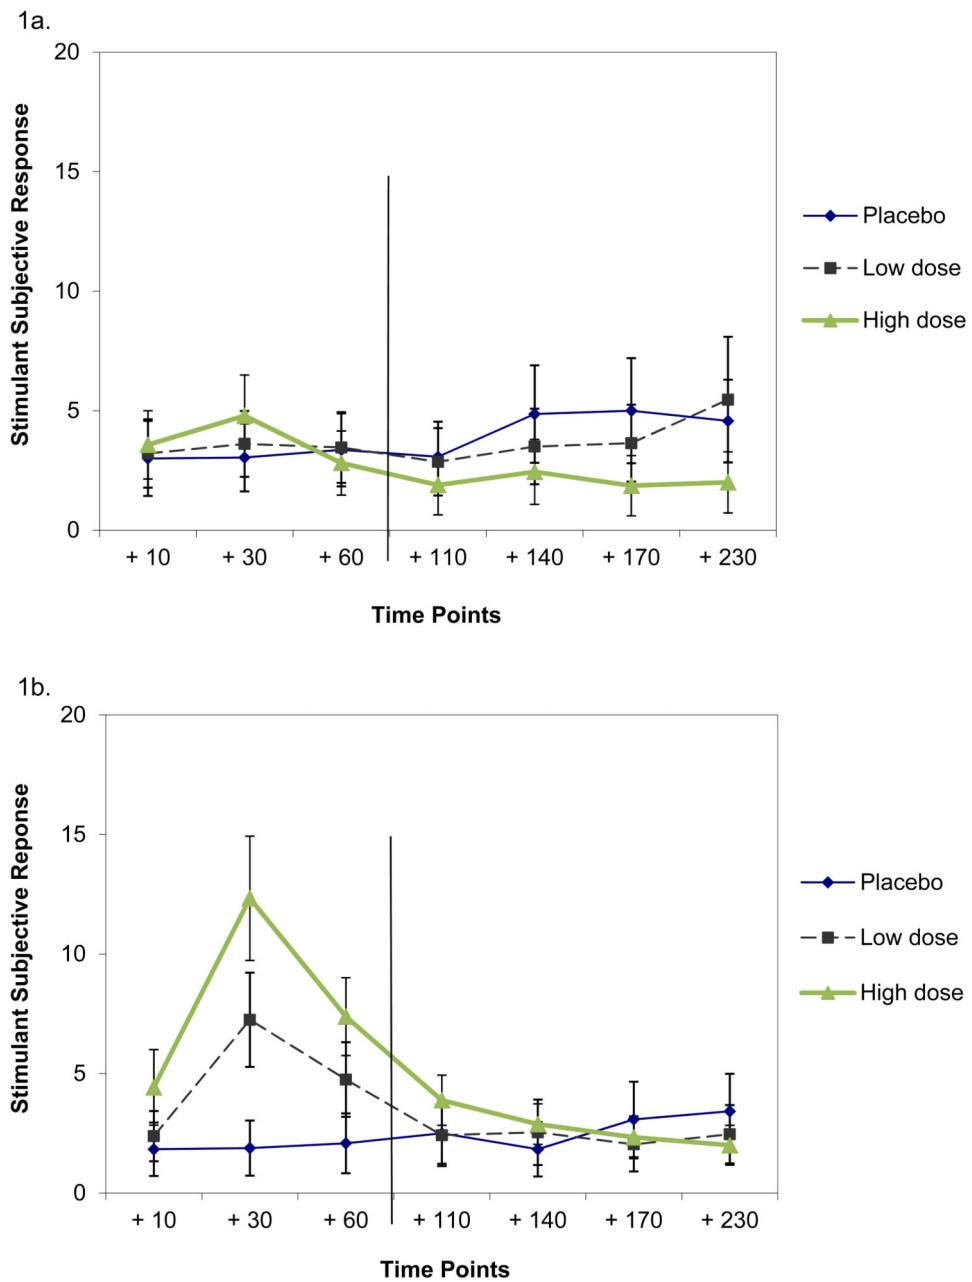 1a.
20
15
10
5
0
Stimulant Subjective Response
+ 10 + 30 + 60 + 110 + 140 + 170 + 230
Time Points
Placebo
Low dose
High dose
1b.
20
15
10
5
0
Stimulant Subjective Reponse
+ 10 + 30 + 60 + 110 + 140 + 170 + 230
Time Points
Placebo
Low dose
High dose